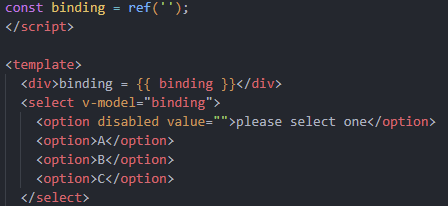 const binding = ref('');
</script>

<template>
  <div>binding = {{ binding }}</div>
  <select v-model="binding">
    <option disabled value="">please select one</option>
    <option>A</option>
    <option>B</option>
    <option>C</option>
  </select>